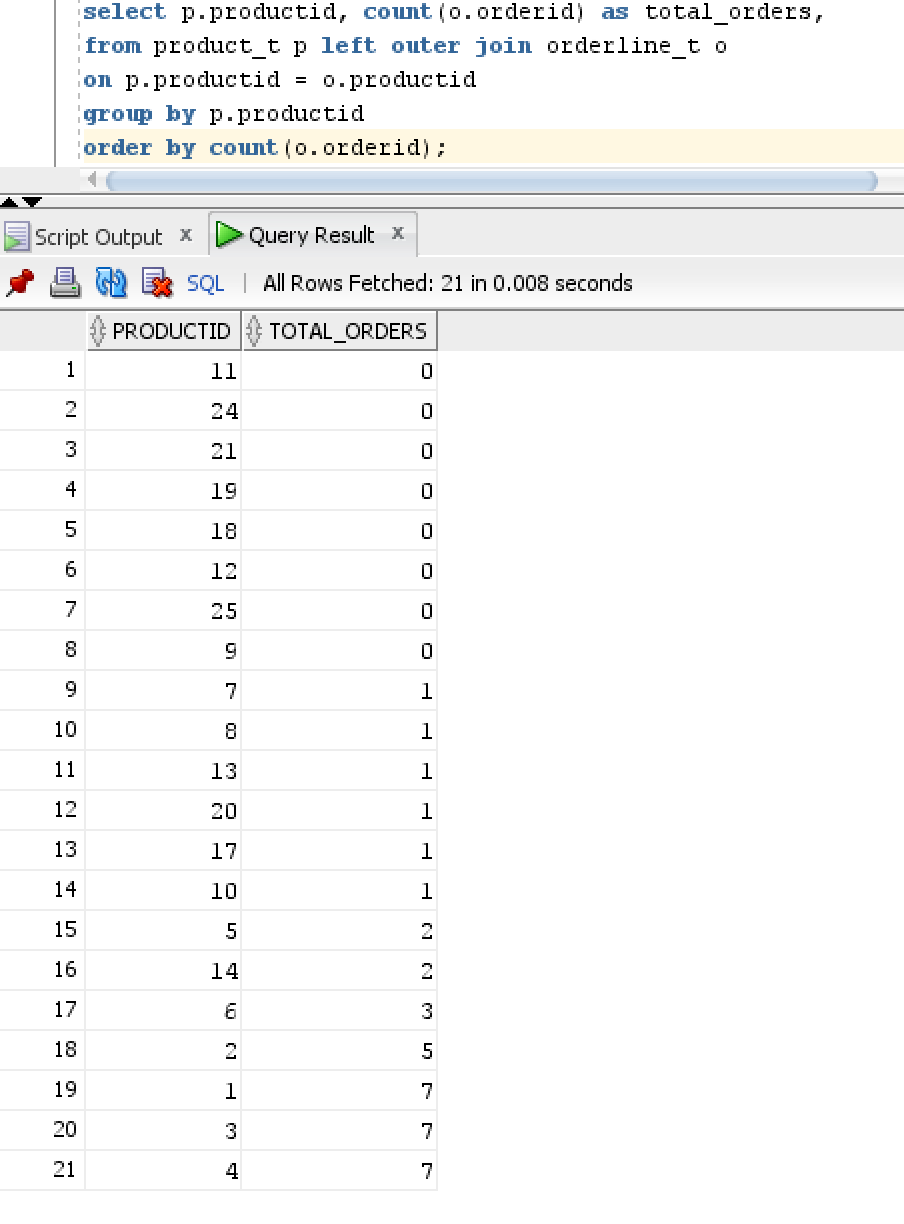 select p.productid, count(o.orderid) as total_orders,
from product_t p left outer join orderline_t o
on p.productid = o.productid
group by p.productid
order by count(o.orderid);
Script Output x Query Result x
SQL | All Rows Fetched: 21 in 0.008 seconds
PRODUCTID TOTAL_ORDERS
1 11 0
2 24 0
3 21 0
4 19 0
5 18 0
6 12 0
7 25 0
8 9 0
9 7 1
10 8 1
11 13 1
12 20 1
13 17 1
14 10 1
15 5 2
16 14 2
17 6 3
18 2 5
19 1 7
20 3 7
21 4 7